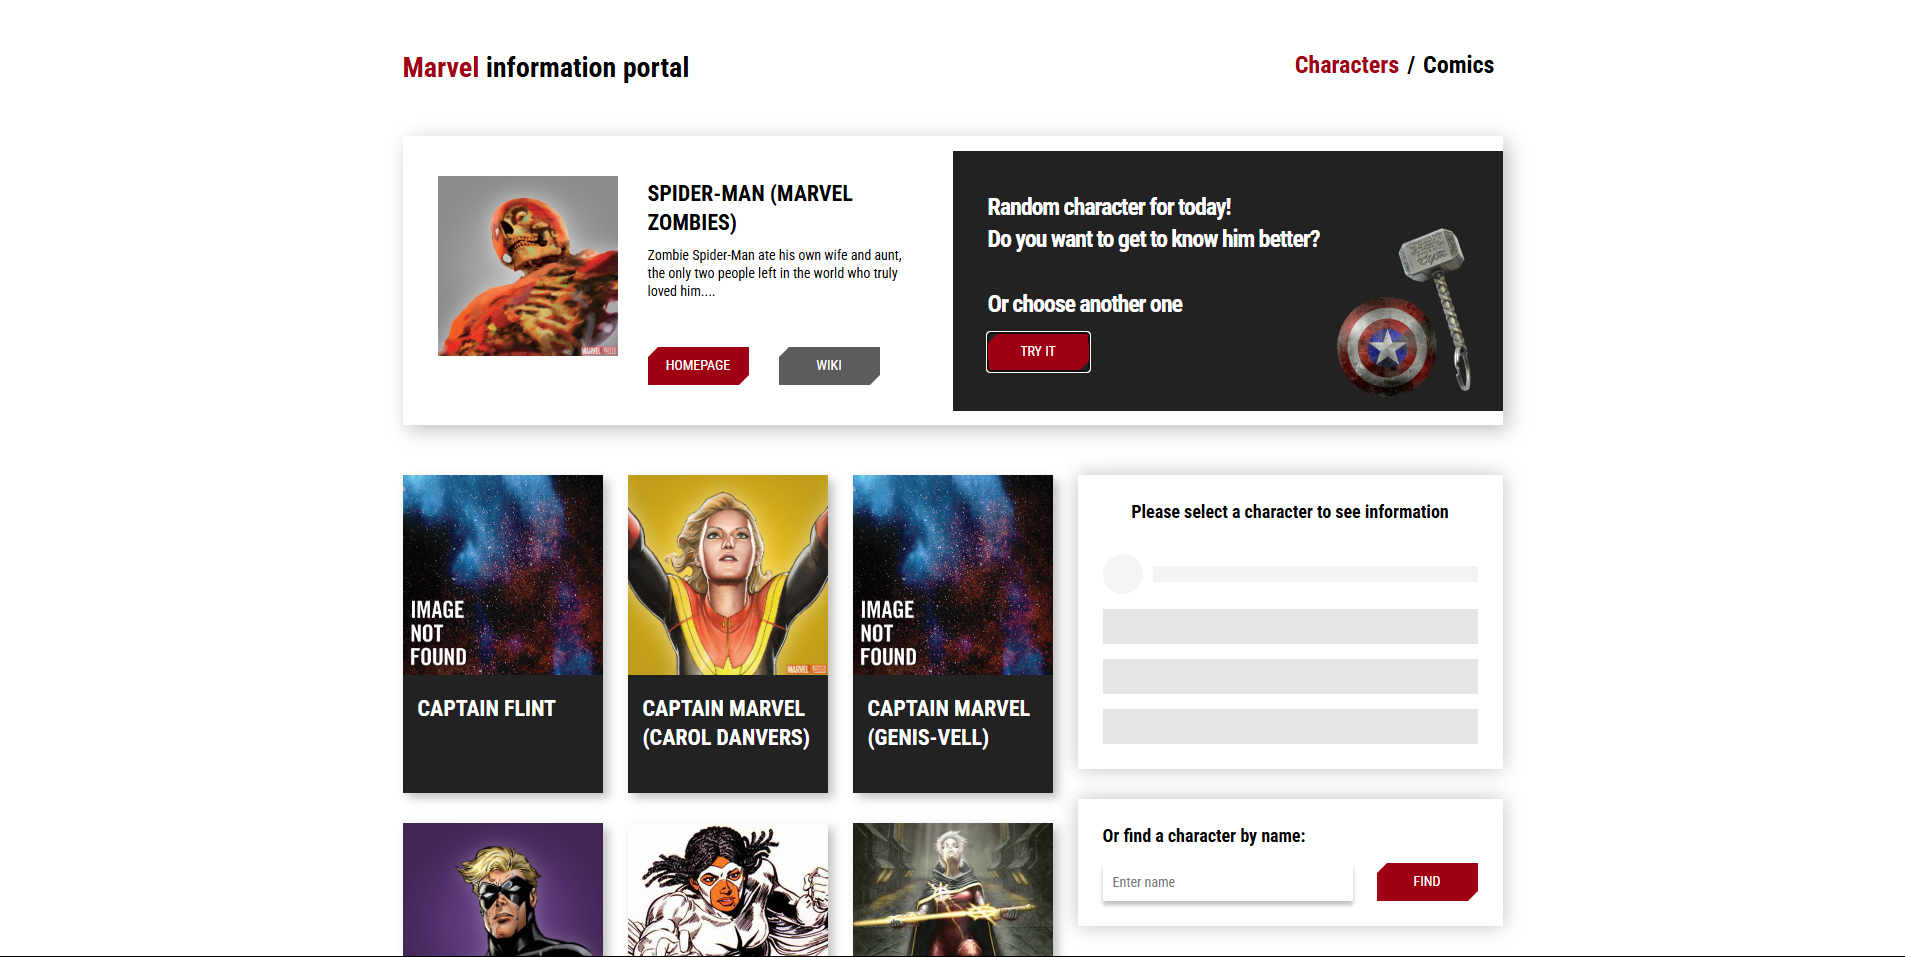 Marvel information portal
Characters / Comics
SPIDER-MAN (MARVEL
ZOMBIES)
Zombie Spider-Man ate his own wife and aunt,
the only two people left in the world who truly
loved him....
HOMEPAGE
WIKI
Random character for today!
Do you want to get to know him better?
Or choose another one
TRY IT
IMAGE
NOT
FOUND
CAPTAIN FLINT
MARVEL
CAPTAIN MARVEL
(CAROL DANVERS)
IMAGE
NOT
FOUND
CAPTAIN MARVEL
(GENIS-VELL)
Please select a character to see information
Or find a character by name:
Enter name
FIND